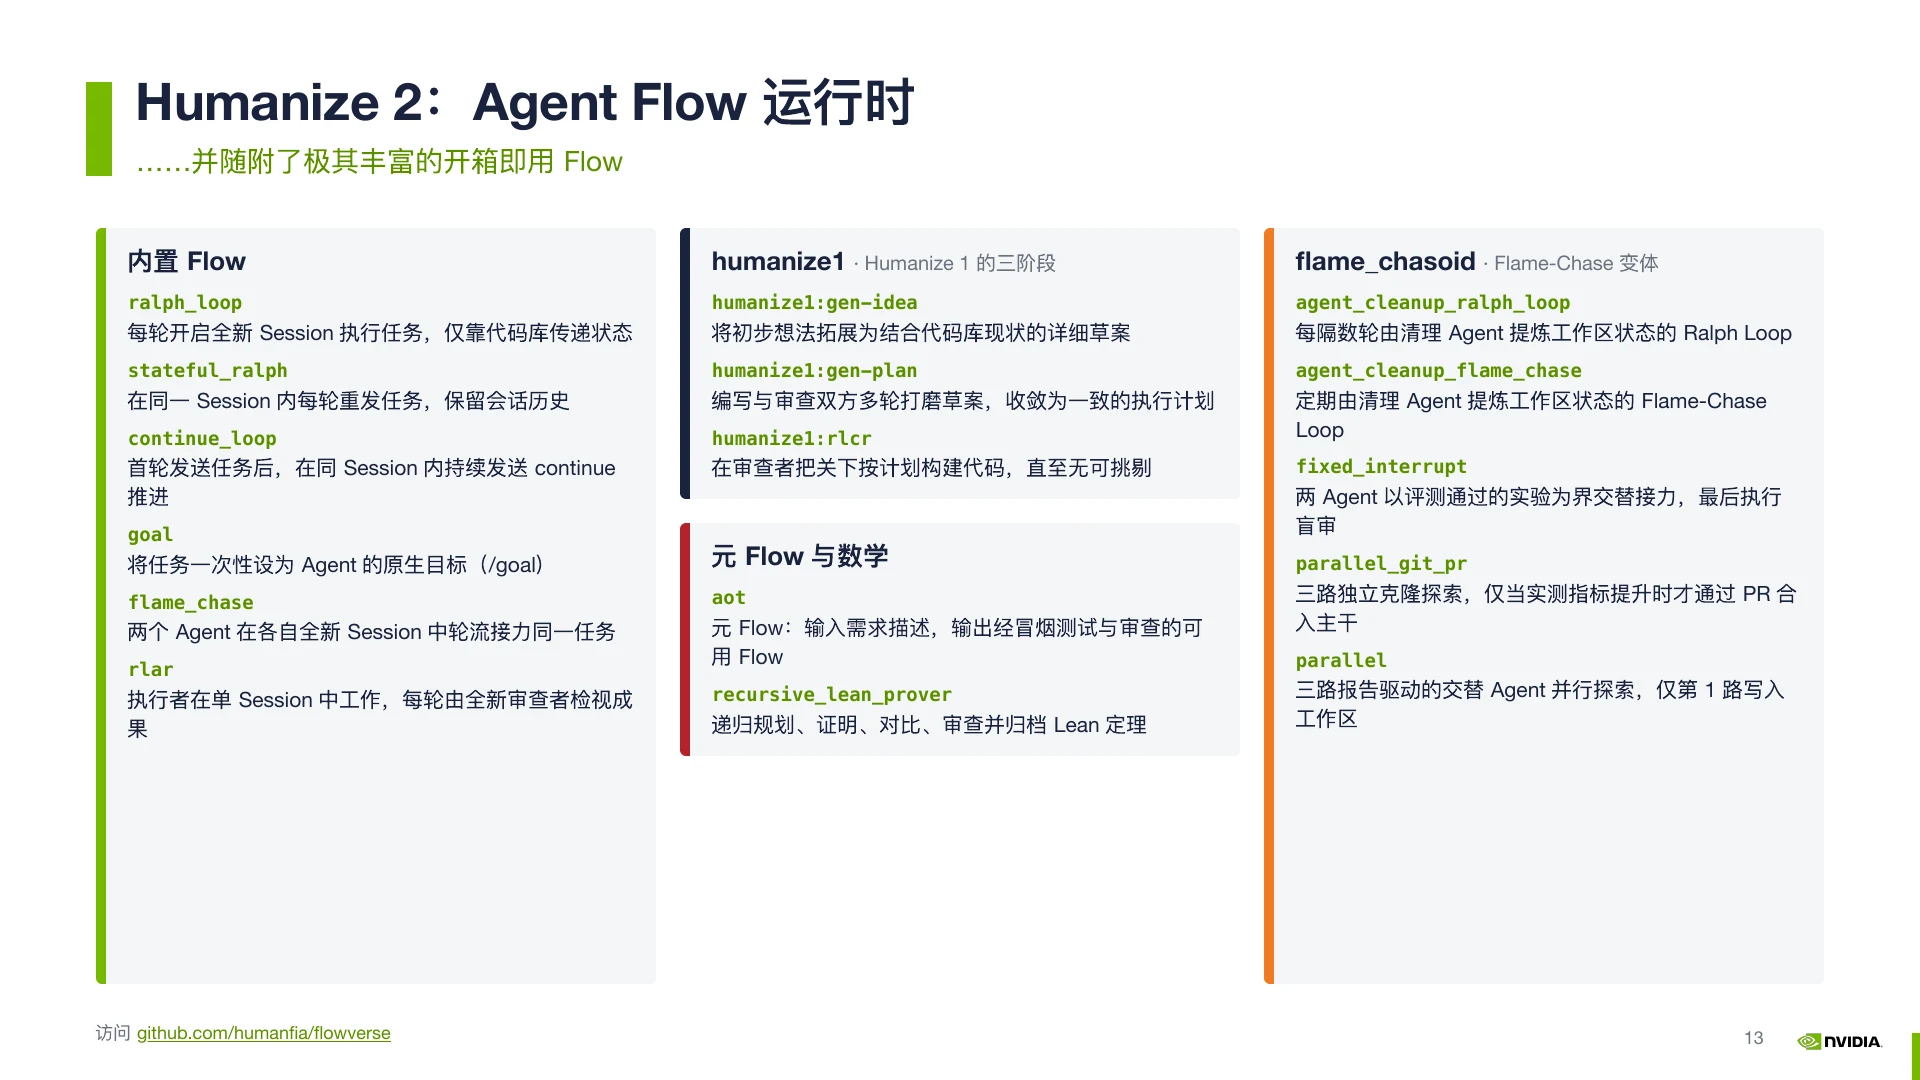 Humanize 2：Agent Flow 运行时
……并随附了极其丰富的开箱即用 Flow
内置 Flow
ralph_loop
每轮开启全新 Session 执行任务，仅靠代码库传递状态
stateful_ralph
在同一 Session 内每轮重发任务，保留会话历史
continue_loop
首轮发送任务后，在同 Session 内持续发送 continue
推进
goal
将任务一次性设为 Agent 的原生目标（/goal）
flame_chase
两个 Agent 在各自全新 Session 中轮流接力同一任务
rlar
执行者在单 Session 中工作，每轮由全新审查者检视成
果
humanize1 · Humanize 1 的三阶段
humanize1:gen-idea
将初步想法拓展为结合代码库现状的详细草案
humanize1:gen-plan
编写与审查双方多轮打磨草案，收敛为一致的执行计划
humanize1:rlcr
在审查者把关下按计划构建代码，直至无可挑剔
元 Flow 与数学
aot
元 Flow：输入需求描述，输出经冒烟测试与审查的可
用 Flow
recursive_lean_prover
递归规划、证明、对比、审查并归档 Lean 定理
flame_chasoid · Flame-Chase 变体
agent_cleanup_ralph_loop
每隔数轮由清理 Agent 提炼工作区状态的 Ralph Loop
agent_cleanup_flame_chase
定期由清理 Agent 提炼工作区状态的 Flame-Chase
Loop
fixed_interrupt
两 Agent 以评测通过的实验为界交替接力，最后执行
盲审
parallel_git_pr
三路独立克隆探索，仅当实测指标提升时才通过 PR 合
入主干
parallel
三路报告驱动的交替 Agent 并行探索，仅第 1 路写入
工作区
访问 github.com/humanfia/flowverse
13
NVIDIA